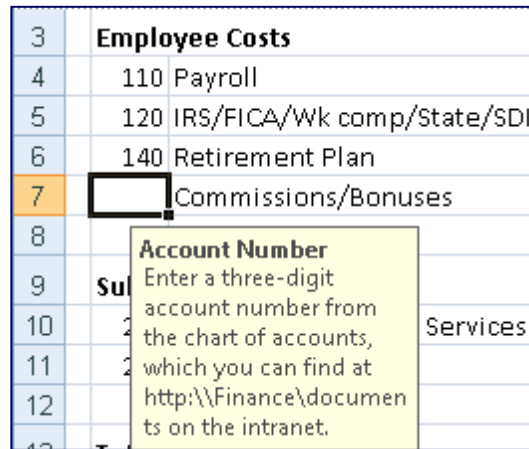 3 Employee Costs
4 110 Payroll
5 120 IRS/FICA/Wk comp/State/SDI
6 140 Retirement Plan
7 Commissions/Bonuses
8
9
10 Services
11
12
Account Number
Enter a three-digit
account number from
the chart of accounts,
which you can find at
http:\\Finance\documen
ts on the intranet.